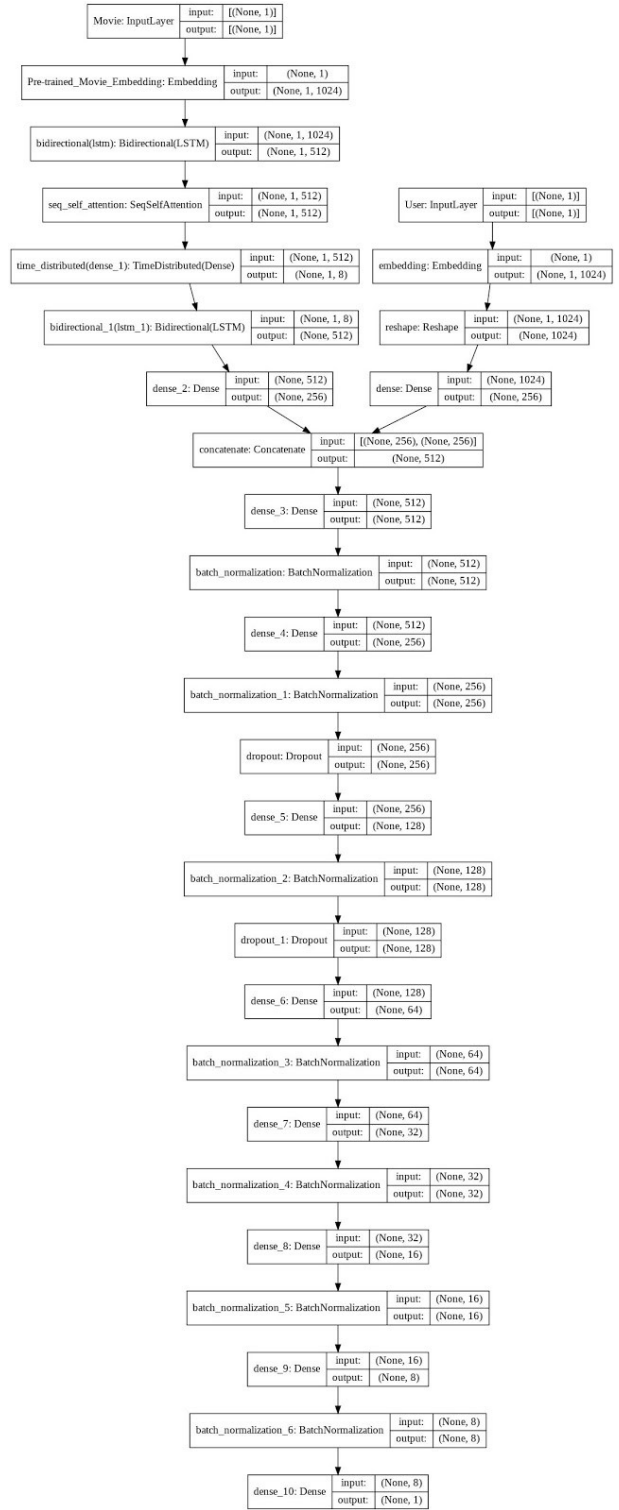 Movie: InputLayer
input: [(None, 1)]
output: [(None, 1)]
Pre-trained_Movie_Embedding: Embedding
input: (None, 1)
output: (None, 1, 1024)
bidirectional(lstm): Bidirectional(LSTM)
input: (None, 1, 1024)
output: (None, 1, 512)
seq_self_attention: SeqSelfAttention
input: (None, 1, 512)
output: (None, 1, 512)
User: InputLayer
input: [(None, 1)]
output: [(None, 1)]
time_distributed(dense_1): TimeDistributed(Dense)
input: (None, 1, 512)
output: (None, 1, 8)
embedding: Embedding
input: (None, 1)
output: (None, 1, 1024)
bidirectional_1(lstm_1): Bidirectional(LSTM)
input: (None, 1, 8)
output: (None, 512)
reshape: Reshape
input: (None, 1, 1024)
output: (None, 1024)
dense_2: Dense
input: (None, 512)
output: (None, 256)
dense: Dense
input: (None, 1024)
output: (None, 256)
concatenate: Concatenate
input: [(None, 256), (None, 256)]
output: (None, 512)
dense_3: Dense
input: (None, 512)
output: (None, 512)
batch_normalization: BatchNormalization
input: (None, 512)
output: (None, 512)
dense_4: Dense
input: (None, 512)
output: (None, 256)
batch_normalization_1: BatchNormalization
input: (None, 256)
output: (None, 256)
dropout: Dropout
input: (None, 256)
output: (None, 256)
dense_5: Dense
input: (None, 256)
output: (None, 128)
batch_normalization_2: BatchNormalization
input: (None, 128)
output: (None, 128)
dropout_1: Dropout
input: (None, 128)
output: (None, 128)
dense_6: Dense
input: (None, 128)
output: (None, 64)
batch_normalization_3: BatchNormalization
input: (None, 64)
output: (None, 64)
dense_7: Dense
input: (None, 64)
output: (None, 32)
batch_normalization_4: BatchNormalization
input: (None, 32)
output: (None, 32)
dense_8: Dense
input: (None, 32)
output: (None, 16)
batch_normalization_5: BatchNormalization
input: (None, 16)
output: (None, 16)
dense_9: Dense
input: (None, 16)
output: (None, 8)
batch_normalization_6: BatchNormalization
input: (None, 8)
output: (None, 8)
dense_10: Dense
input: (None, 8)
output: (None, 1)